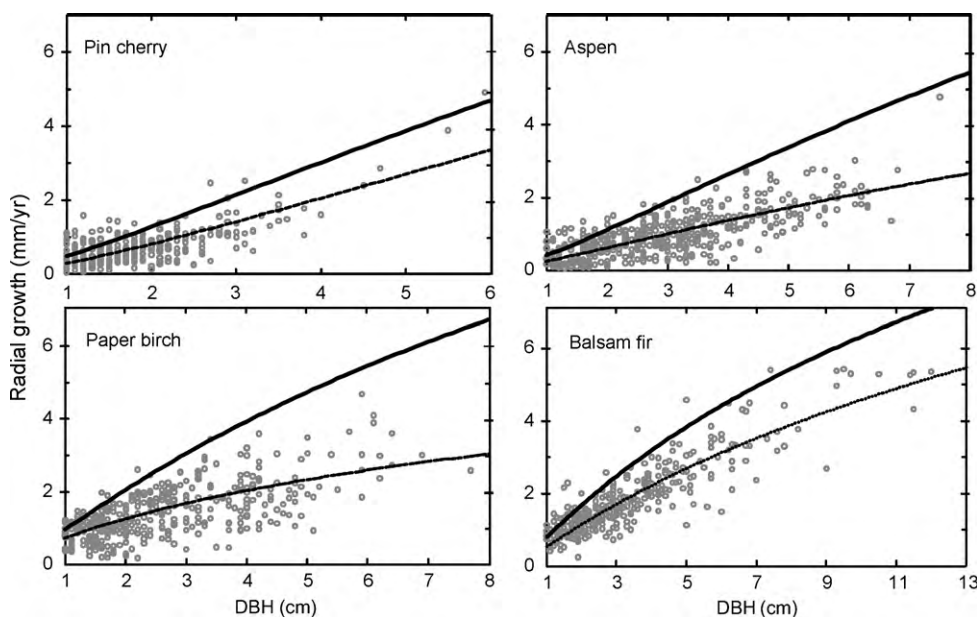 Pin cherry
Aspen
6
4
2
0
1 2 3 4 5 6
6
4
2
0
1 2 3 4 5 6 7 8
Radial growth (mm/yr)
Paper birch
Balsam fir
6
4
2
0
1 2 3 4 5 6 7 8
DBH (cm)
6
4
2
0
1 3 5 7 9 11 13
DBH (cm)